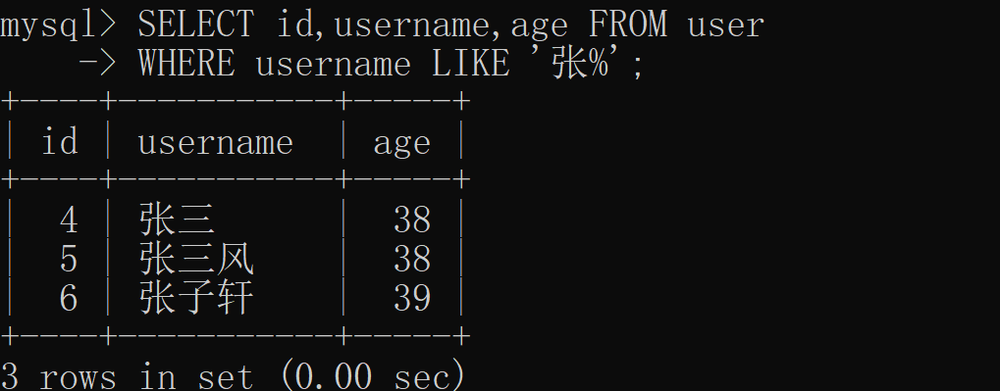 mysql> SELECT id,username,age FROM user
    -> WHERE username LIKE '张%';
+----+-----------+-----+
| id | username  | age |
+----+-----------+-----+
|  4 | 张三      |  38 |
|  5 | 张三风    |  38 |
|  6 | 张子轩    |  39 |
+----+-----------+-----+
3 rows in set (0.00 sec)